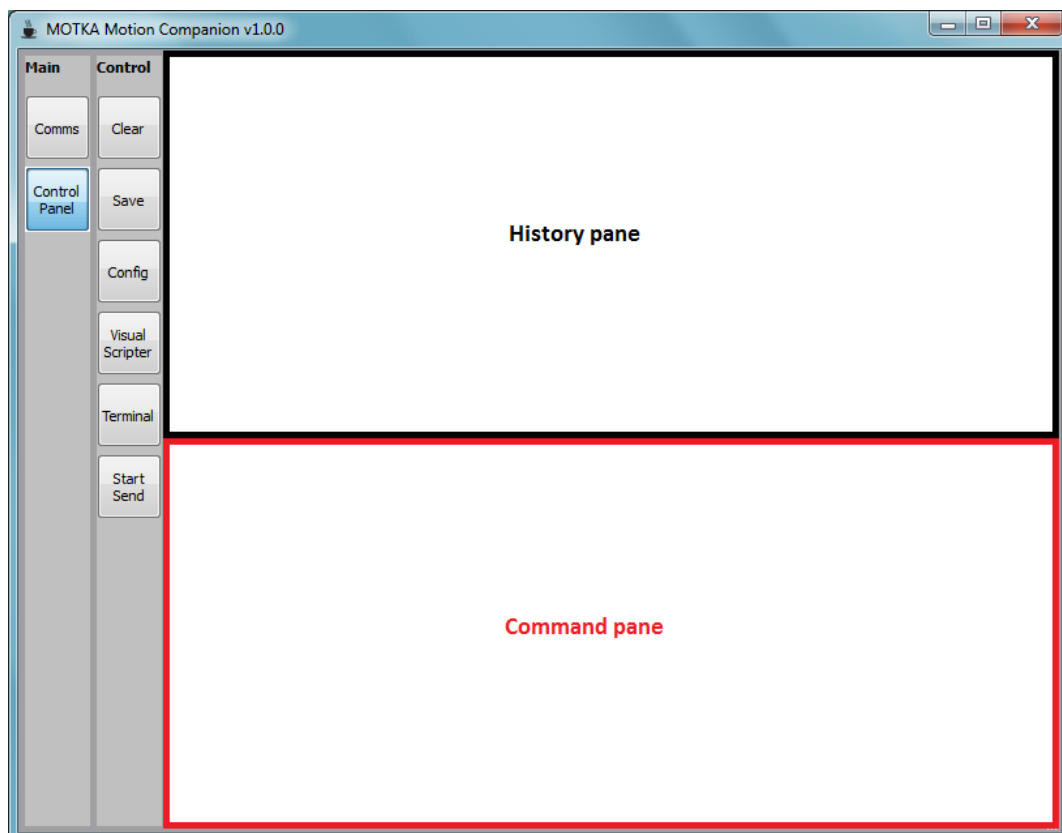 MOTKA Motion Companion v1.0.0
Main
Control
Comms
Clear
Control
Panel
Save
Config
Visual
Scripter
Terminal
Start
Send
History pane
Command pane